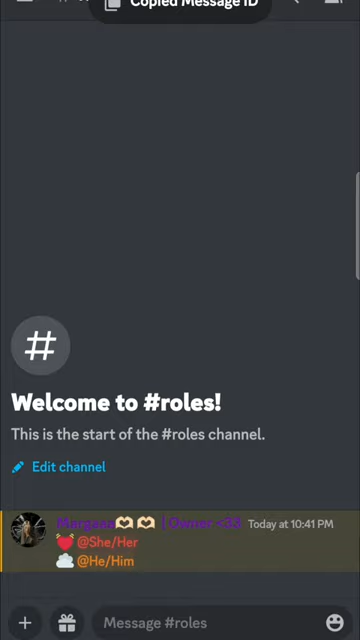 Copied Message ID
Welcome to #roles!
This is the start of the #roles channel.
Edit channel
Margaan🫶🏻🫶🏻 | Owner <33 Today at 10:41 PM
💓 @She/Her
☁️ @He/Him
Message #roles